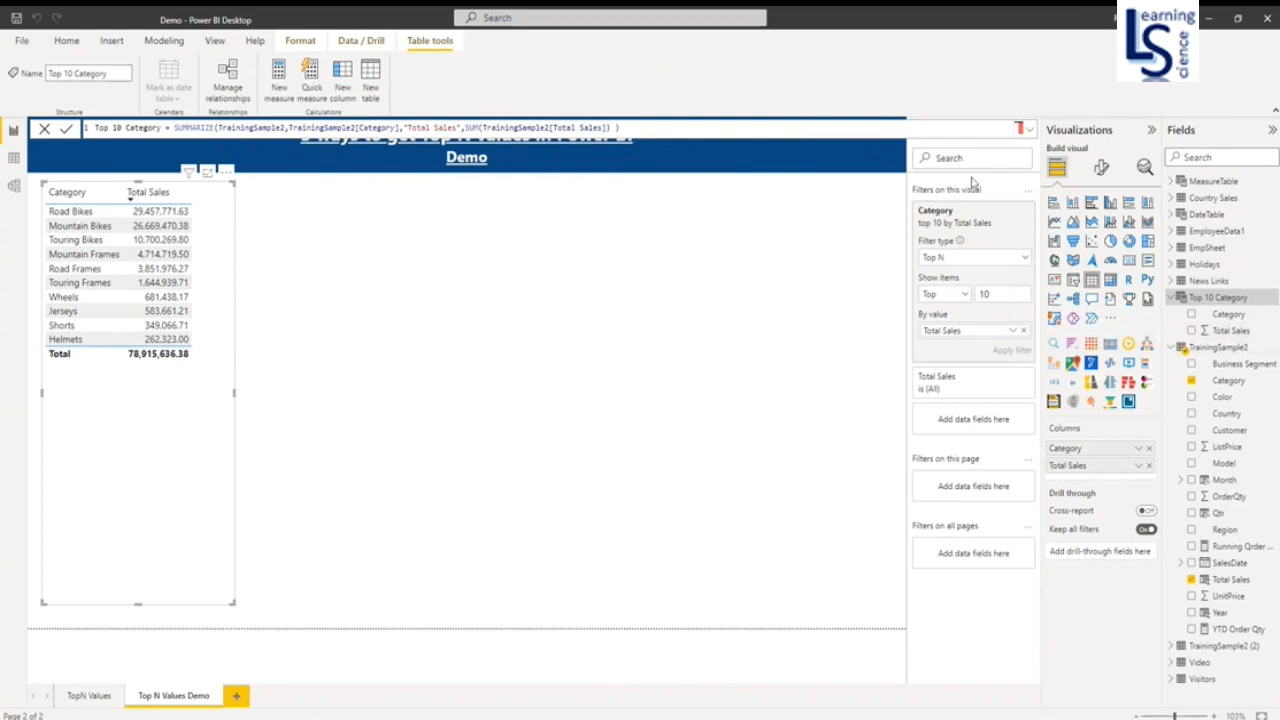 Demo - Power BI Desktop
Search
Learning
Science
File
Home
Insert
Modeling
View
Help
Format
Data / Drill
Table tools
Name
Top 10 Category
Mark as date
table
Manage
relationships
New
measure
Quick
measure
New
column
New
table
Structure
Calendars
Relationships
Calculations
1 Top 10 Category = SUMMARIZE(TrainingSample2,TrainingSample2[Category],"Total Sales",SUM(TrainingSample2[Total Sales]) )
Demo
Category Total Sales
Road Bikes 29,457,771.63
Mountain Bikes 26,669,470.38
Touring Bikes 10,700,269.80
Mountain Frames 4,714,719.50
Road Frames 3,851,976.27
Touring Frames 1,644,939.71
Wheels 681,438.17
Jerseys 583,661.21
Shorts 349,066.71
Helmets 262,323.00
Total 78,915,636.38
Search
Filters on this visual
Category
top 10 by Total Sales
Filter type
Top N
Show items
Top 10
By value
Total Sales
Apply filter
Total Sales
is (All)
Add data fields here
Filters on this page
Add data fields here
Filters on all pages
Add data fields here
Visualizations
Build visual
R
Py
Columns
Category
Total Sales
Drill through
Cross-report
Off
Keep all filters
On
Add drill-through fields here
Fields
Search
MeasureTable
Country Sales
DateTable
EmployeeData1
EmpSheet
Holidays
News Links
Top 10 Category
Category
Total Sales
TrainingSample2
Business Segment
Category
Color
Country
Customer
ListPrice
Model
Month
OrderQty
Qtr
Region
Running Qrder ...
SalesDate
Total Sales
UnitPrice
Year
YTD Order Qty
TrainingSample2 (2)
Video
Visitors
TopN Values
Top N Values Demo
Page 2 of 2
103%